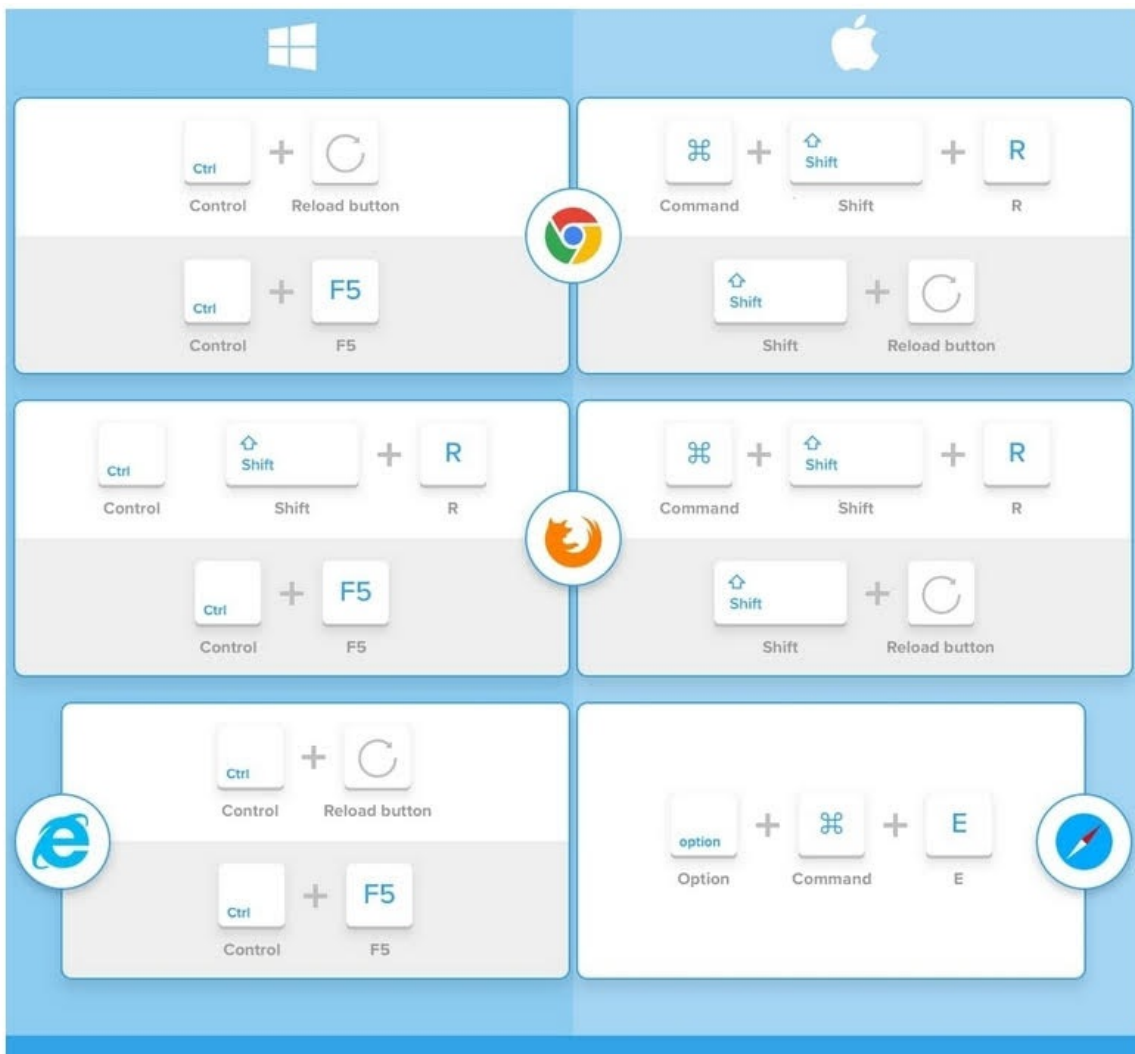 Ctrl + 
Control Reload button
Ctrl + F5
Control F5
⌘ + Shift + R
Command Shift R
Shift + 
Shift Reload button
Ctrl Shift + R
Control Shift R
Ctrl + F5
Control F5
⌘ + Shift + R
Command Shift R
Shift + 
Shift Reload button
Ctrl + 
Control Reload button
Ctrl + F5
Control F5
option + ⌘ + E
Option Command E